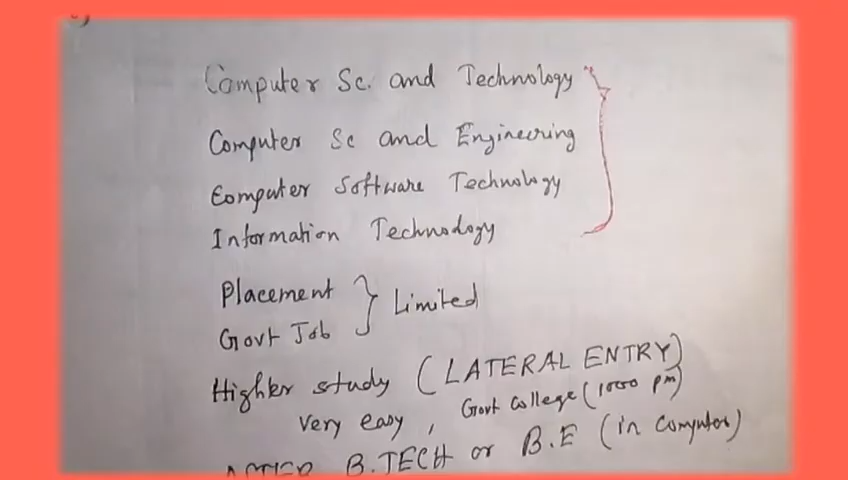 Computer Sc. and Technology
Computer Sc and Engineering
Computer Software Technology
Information Technology
Placement
Govt Job
Limited
Higher study (LATERAL ENTRY)
very easy, Govt College (1000 pm)
AFTER B.TECH or B.E (in Computer)